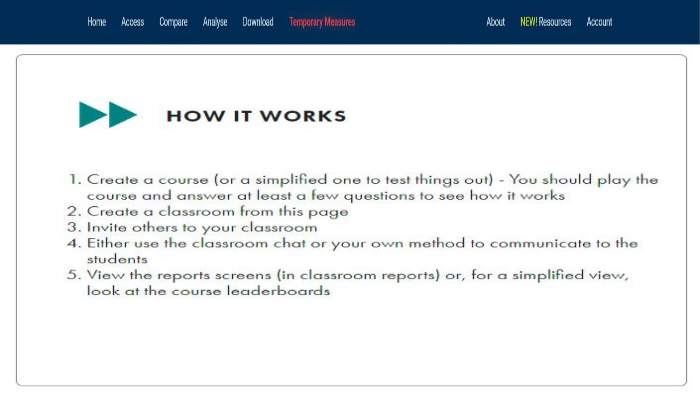 Home Access Compare Analyse Download Temporary Measures About NEW! Resources Account
HOW IT WORKS
1. Create a course (or a simplified one to test things out) - You should play the
course and answer at least a few questions to see how it works
2. Create a classroom from this page
3. Invite others to your classroom
4. Either use the classroom chat or your own method to communicate to the
students
5. View the reports screens (in classroom reports) or, for a simplified view,
look at the course leaderboards